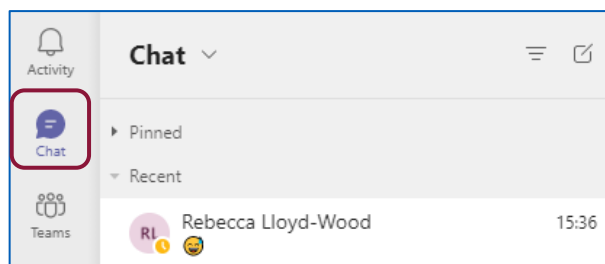 Activity
Chat
Teams
Chat
Pinned
Recent
RL
Rebecca Lloyd-Wood
15:36
😅